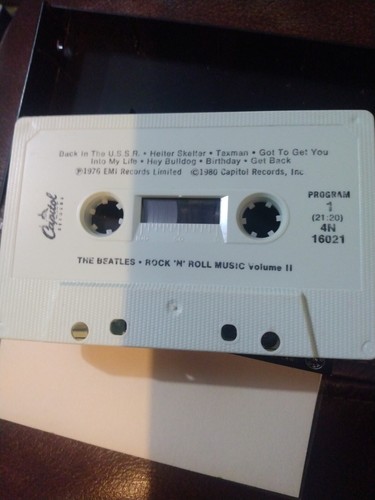 Back In The U.S.S.R. • Helter Skelter • Taxman • Got To Get You
Into My Life • Hey Bulldog • Birthday • Get Back
℗1976 EMI Records Limited ©1980 Capitol Records, Inc
Capitol
RECORDS
PROGRAM
1
(21:20)
4N
16021
THE BEATLES • ROCK 'N' ROLL MUSIC Volume II